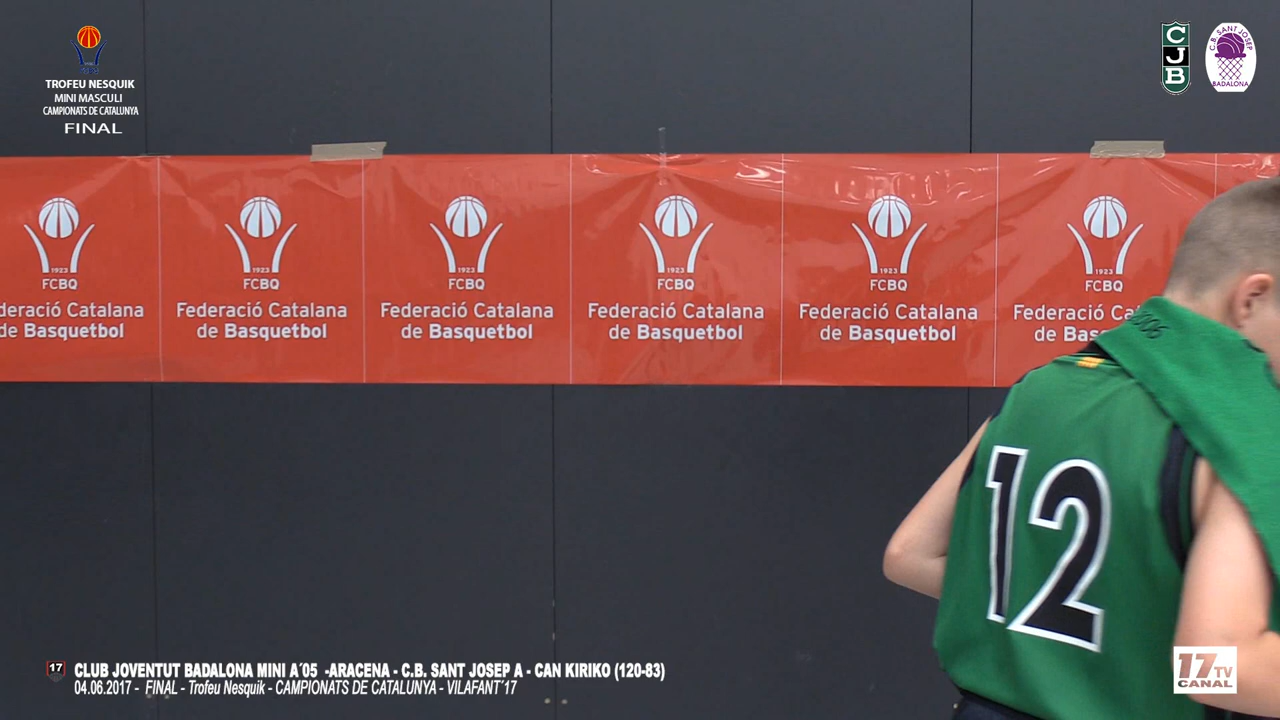 TROFEU NESQUIK
MINI MASCULI
CAMPIONATS DE CATALUNYA
FINAL
CJB
C.B. SANT JOSEP
BADALONA
1923
FCBQ
deració Catalana
de Basquetbol
1923
FCBQ
Federació Catalana
de Basquetbol
1923
FCBQ
Federació Catalana
de Basquetbol
1923
FCBQ
Federació Catalana
de Basquetbol
1923
FCBQ
Federació Catalana
de Basquetbol
1923
FCBQ
Federació Cata
de Bas
12
17 CLUB JOVENTUT BADALONA MINI A´05 -ARACENA - C.B. SANT JOSEP A - CAN KIRIKO (120-83)
04.06.2017 - FINAL - Trofeu Nesquik - CAMPIONATS DE CATALUNYA - VILAFANT´17
17 TV
CANAL